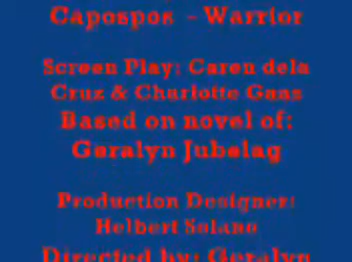 Capospos - Warrior
Screen Play: Caren dela
Cruz & Charlotte Gaas
Based on novel of:
Geralyn Jubelag
Production Designer:
Helbert Solano
Directed by: Geralyn